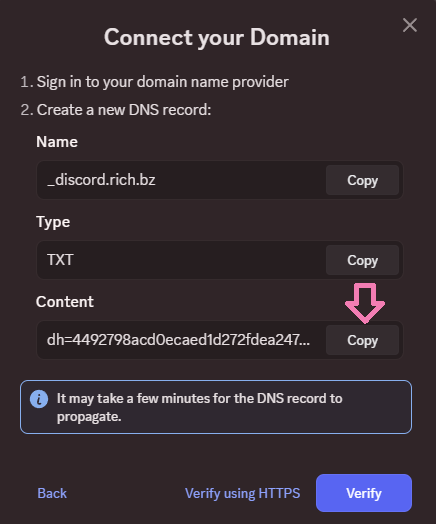 Connect your Domain
1. Sign in to your domain name provider
2. Create a new DNS record:
Name
_discord.rich.bz Copy
Type
TXT Copy
Content
dh=4492798acd0ecaed1d272fdea247... Copy
It may take a few minutes for the DNS record to
propagate.
Back Verify using HTTPS Verify